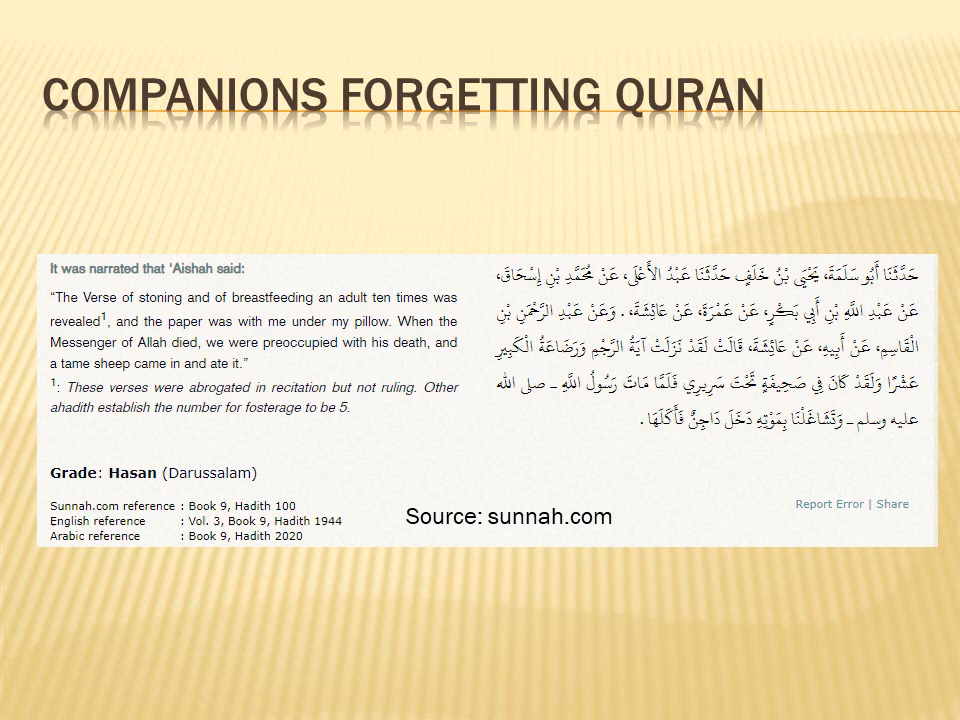 COMPANIONS FORGETTING QURAN
It was narrated that 'Aishah said:
“The Verse of stoning and of breastfeeding an adult ten times was
revealed1, and the paper was with me under my pillow. When the
Messenger of Allah died, we were preoccupied with his death, and
a tame sheep came in and ate it.”
1: These verses were abrogated in recitation but not ruling. Other
ahadith establish the number for fosterage to be 5.
حَدَّثَنَا أَبُو سَلَمَةَ، يَحْيَى بْنُ خَلَفٍ حَدَّثَنَا عَبْدُ الأَعْلَى، عَنْ مُحَمَّدِ بْنِ إِسْحَاقَ،
عَنْ عَبْدِ اللَّهِ بْنِ أَبِي بَكْرٍ، عَنْ عَمْرَةَ، عَنْ عَائِشَةَ، . وَعَنْ عَبْدِ الرَّحْمَنِ بْنِ
الْقَاسِمِ، عَنْ أَبِيهِ، عَنْ عَائِشَةَ، قَالَتْ لَقَدْ نَزَلَتْ آيَةُ الرَّجْمِ وَرَضَاعَةُ الْكَبِيرِ
عَشْرًا وَلَقَدْ كَانَ فِي صَحِيفَةٍ تَحْتَ سَرِيرِي فَلَمَّا مَاتَ رَسُولُ اللَّهِ ـ صلى الله
عليه وسلم ـ وَتَشَاغَلْنَا بِمَوْتِهِ دَخَلَ دَاجِنٌ فَأَكَلَهَا .
Grade: Hasan (Darussalam)
Sunnah.com reference : Book 9, Hadith 100
English reference : Vol. 3, Book 9, Hadith 1944
Arabic reference : Book 9, Hadith 2020
Source: sunnah.com
Report Error | Share